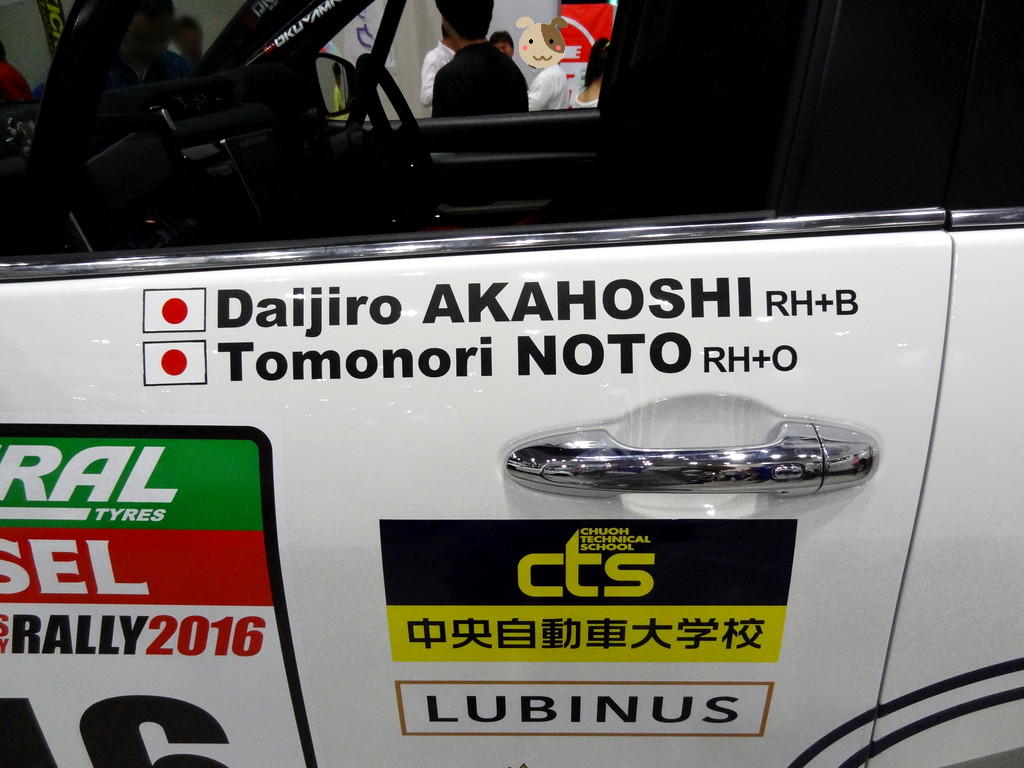 OKUYAMA
Daijiro AKAHOSHI RH+B
Tomonori NOTO RH+O
RAL
TYRES
SEL
RALLY2016
CHUOH
TECHNICAL
SCHOOL
cts
中央自動車大学校
LUBINUS